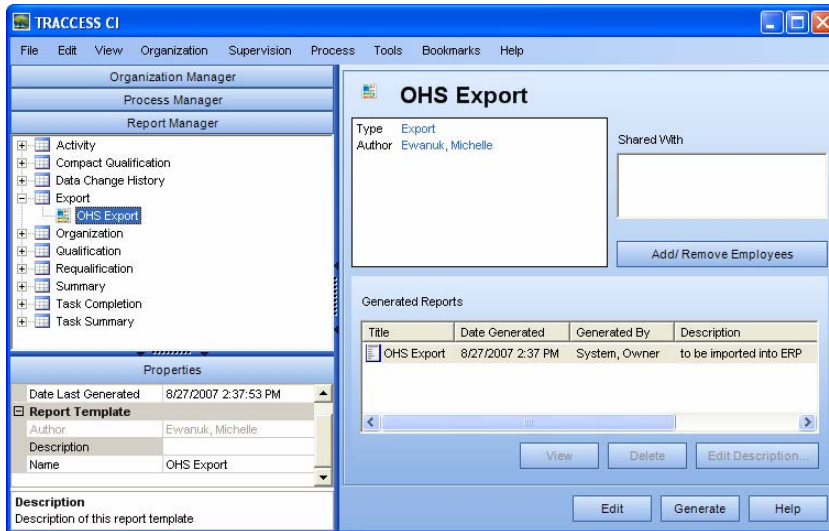 TRACCESS CI
File Edit View Organization Supervision Process Tools Bookmarks Help
Organization Manager
Process Manager
Report Manager
Activity
Compact Qualification
Data Change History
Export
OHS Export
Organization
Qualification
Requalification
Summary
Task Completion
Task Summary
Properties
Date Last Generated 8/27/2007 2:37:53 PM
Report Template
Author Ewanuk, Michelle
Description
Name OHS Export
Description
Description of this report template
OHS Export
Type Export
Author Ewanuk, Michelle
Shared With
Add/ Remove Employees
Generated Reports
Title Date Generated Generated By Description
OHS Export 8/27/2007 2:37 PM System, Owner to be imported into ERP
View Delete Edit Description...
Edit Generate Help